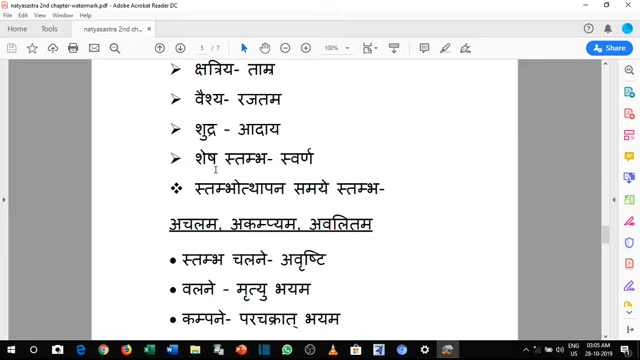 natyasastra 2nd chapter-watermark.pdf - Adobe Acrobat Reader DC
File Edit View Window Help
Home Tools natyasastra 2nd ch... × Sign In
5 / 7 100% Share
क्षत्रिय- ताम्र
वैश्य- रजतम
शुद्र - आदाय
शेष स्तम्भ- स्वर्ण
स्तम्भोत्थापन समये स्तम्भ-
अचलम, अकम्प्यम, अवलितम
स्तम्भ चलने- अवृष्टि
वलने - मृत्यु भयम
कम्पने- परचक्रात् भयम
ENG 03:05 AM
US 28-10-2019